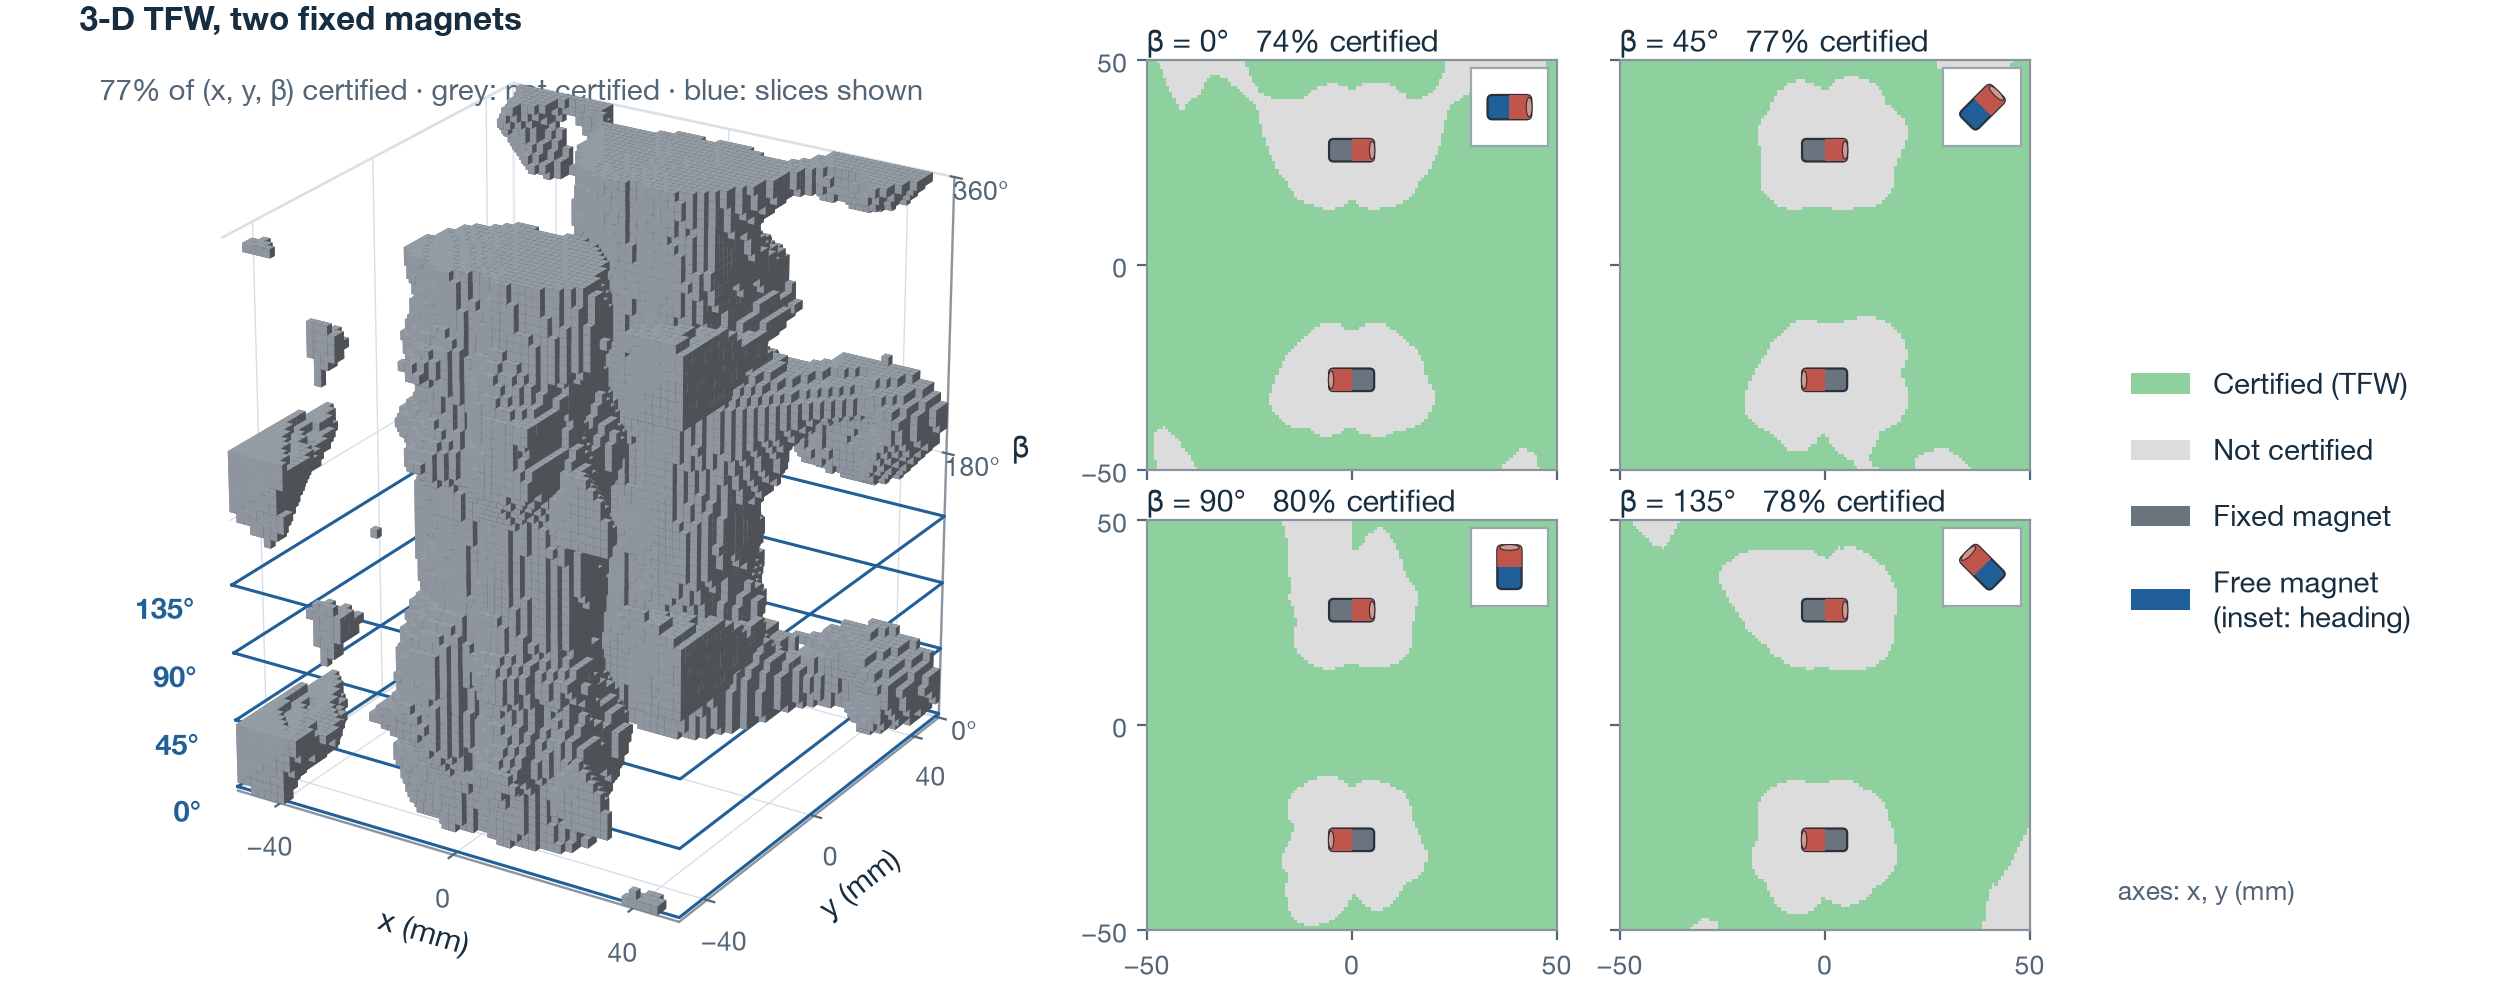 3-D TFW, two fixed magnets
77% of (x, y, β) certified · grey: not certified · blue: slices shown
360°
180°
β
0°
135°
90°
45°
0°
−40
0
40
x (mm)
−40
0
40
y (mm)
β = 0° 74% certified
50
0
−50
β = 45° 77% certified
β = 90° 80% certified
50
0
−50
−50
0
50
β = 135° 78% certified
−50
0
50
Certified (TFW)
Not certified
Fixed magnet
Free magnet
(inset: heading)
axes: x, y (mm)